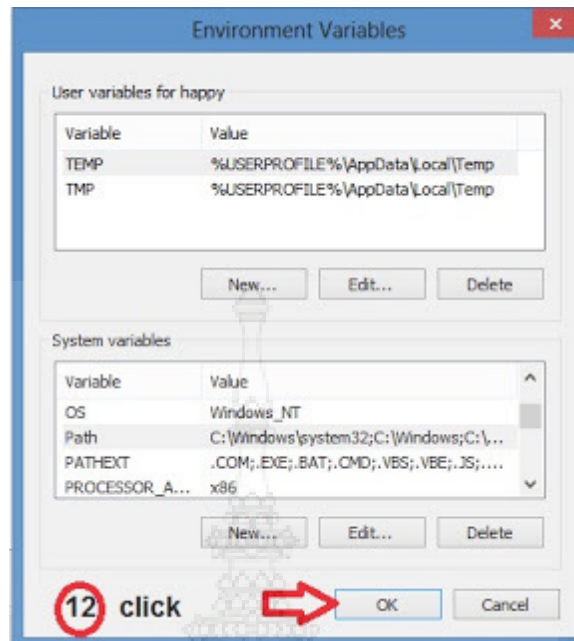 Environment Variables
User variables for happy
Variable Value
TEMP %USERPROFILE%\AppData\Local\Temp
TMP %USERPROFILE%\AppData\Local\Temp
New... Edit... Delete
System variables
Variable Value
OS Windows_NT
Path C:\Windows\system32;C:\Windows;C:\...
PATHEXT .COM;.EXE;.BAT;.CMD;.VBS;.VBE;.JS;....
PROCESSOR_A... x86
New... Edit... Delete
12 click OK Cancel